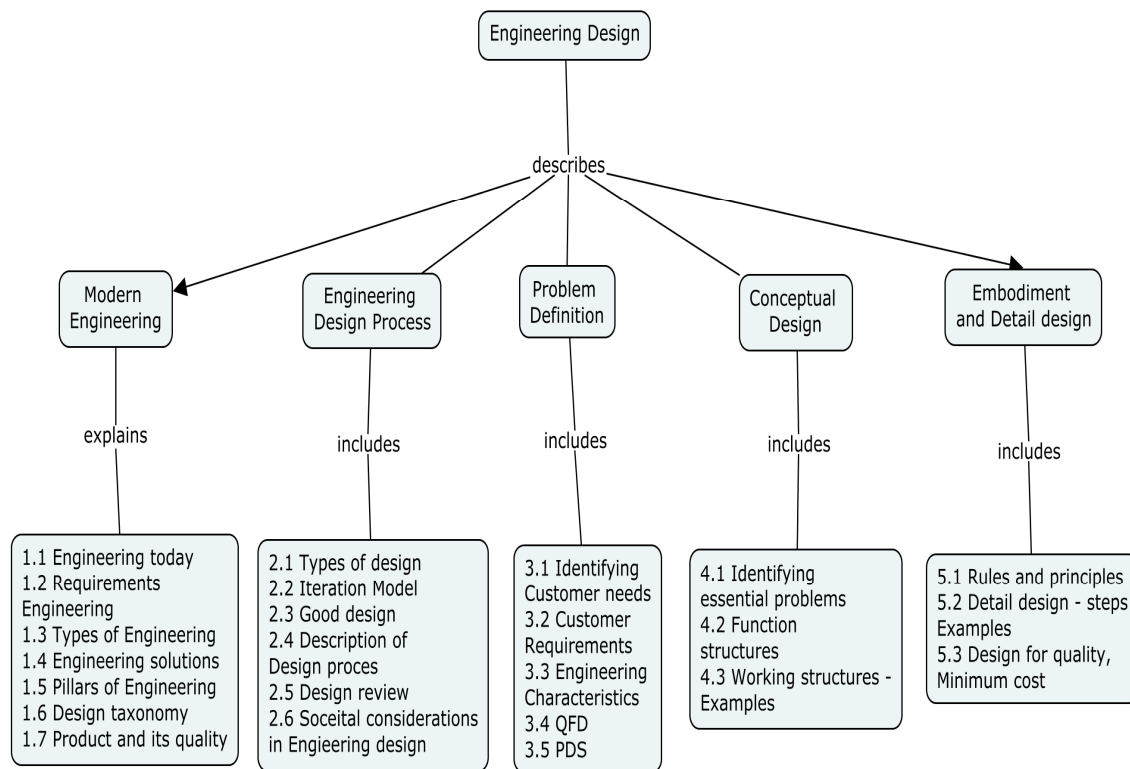 Engineering Design
describes
Modern
Engineering
Engineering
Design Process
Problem
Definition
Conceptual
Design
Embodiment
and Detail design
explains
includes
includes
includes
includes
1.1 Engineering today
1.2 Requirements
Engineering
1.3 Types of Engineering
1.4 Engineering solutions
1.5 Pillars of Engineering
1.6 Design taxonomy
1.7 Product and its quality
2.1 Types of design
2.2 Iteration Model
2.3 Good design
2.4 Description of
Design proces
2.5 Design review
2.6 Soceital considerations
in Engieering design
3.1 Identifying
Customer needs
3.2 Customer
Requirements
3.3 Engineering
Characteristics
3.4 QFD
3.5 PDS
4.1 Identifying
essential problems
4.2 Function
structures
4.3 Working structures -
Examples
5.1 Rules and principles
5.2 Detail design - steps
Examples
5.3 Design for quality,
Minimum cost